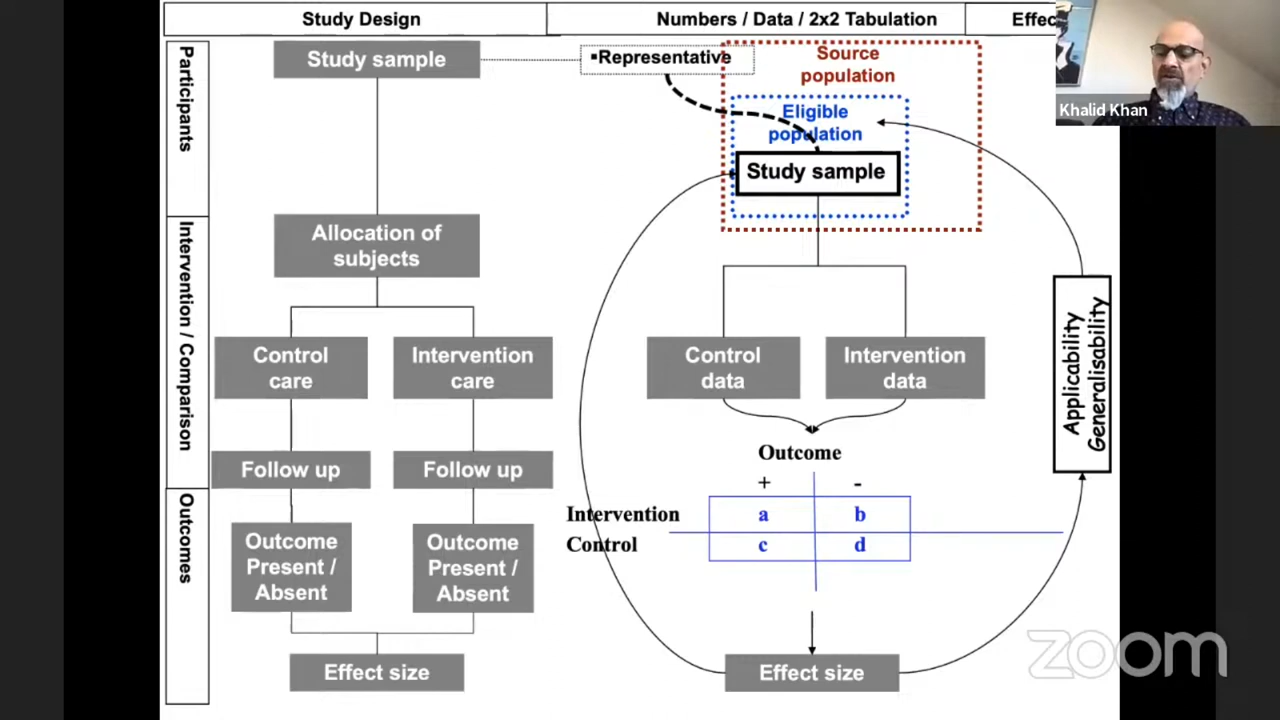 Study Design
Numbers / Data / 2x2 Tabulation
Effec
Khalid Khan
Participants
Intervention / Comparison
Outcomes
Study sample
▪Representative
Source
population
Eligible
population
Study sample
Allocation of
subjects
Control
care
Intervention
care
Control
data
Intervention
data
Applicability
Generalisability
Follow up
Follow up
Outcome
+ -
Intervention a b
Control c d
Outcome
Present /
Absent
Outcome
Present /
Absent
Effect size
Effect size
zoom